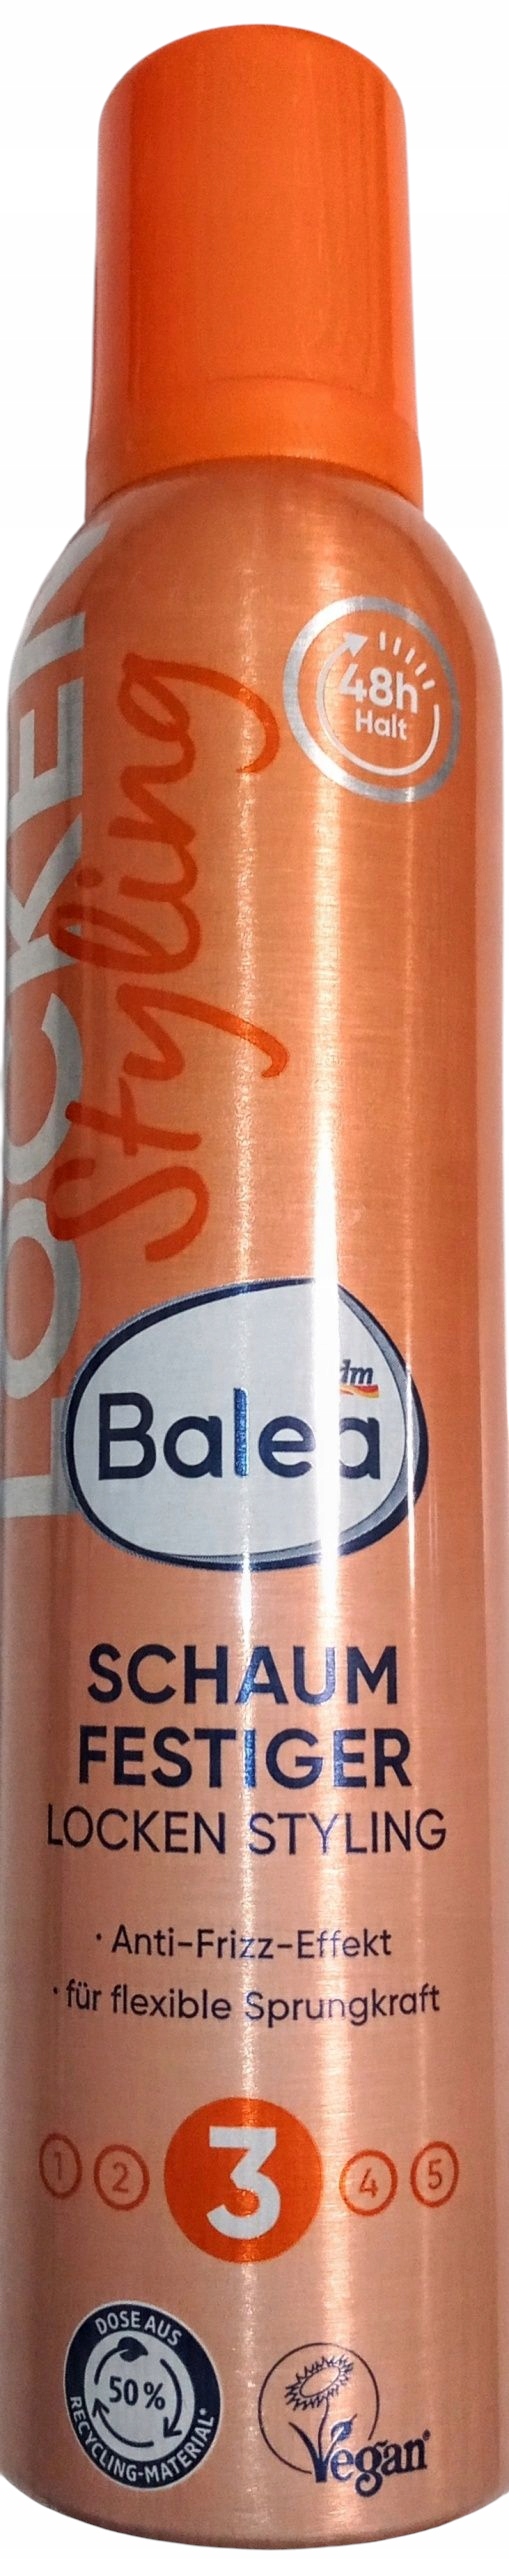 LOCKEN
Styling
48h
Halt
dm
Balea
SCHAUM
FESTIGER
LOCKEN STYLING
· Anti-Frizz-Effekt
· für flexible Sprungkraft
1 2 3 4 5
DOSE AUS
50%
RECYCLING-MATERIAL*
Vegan*